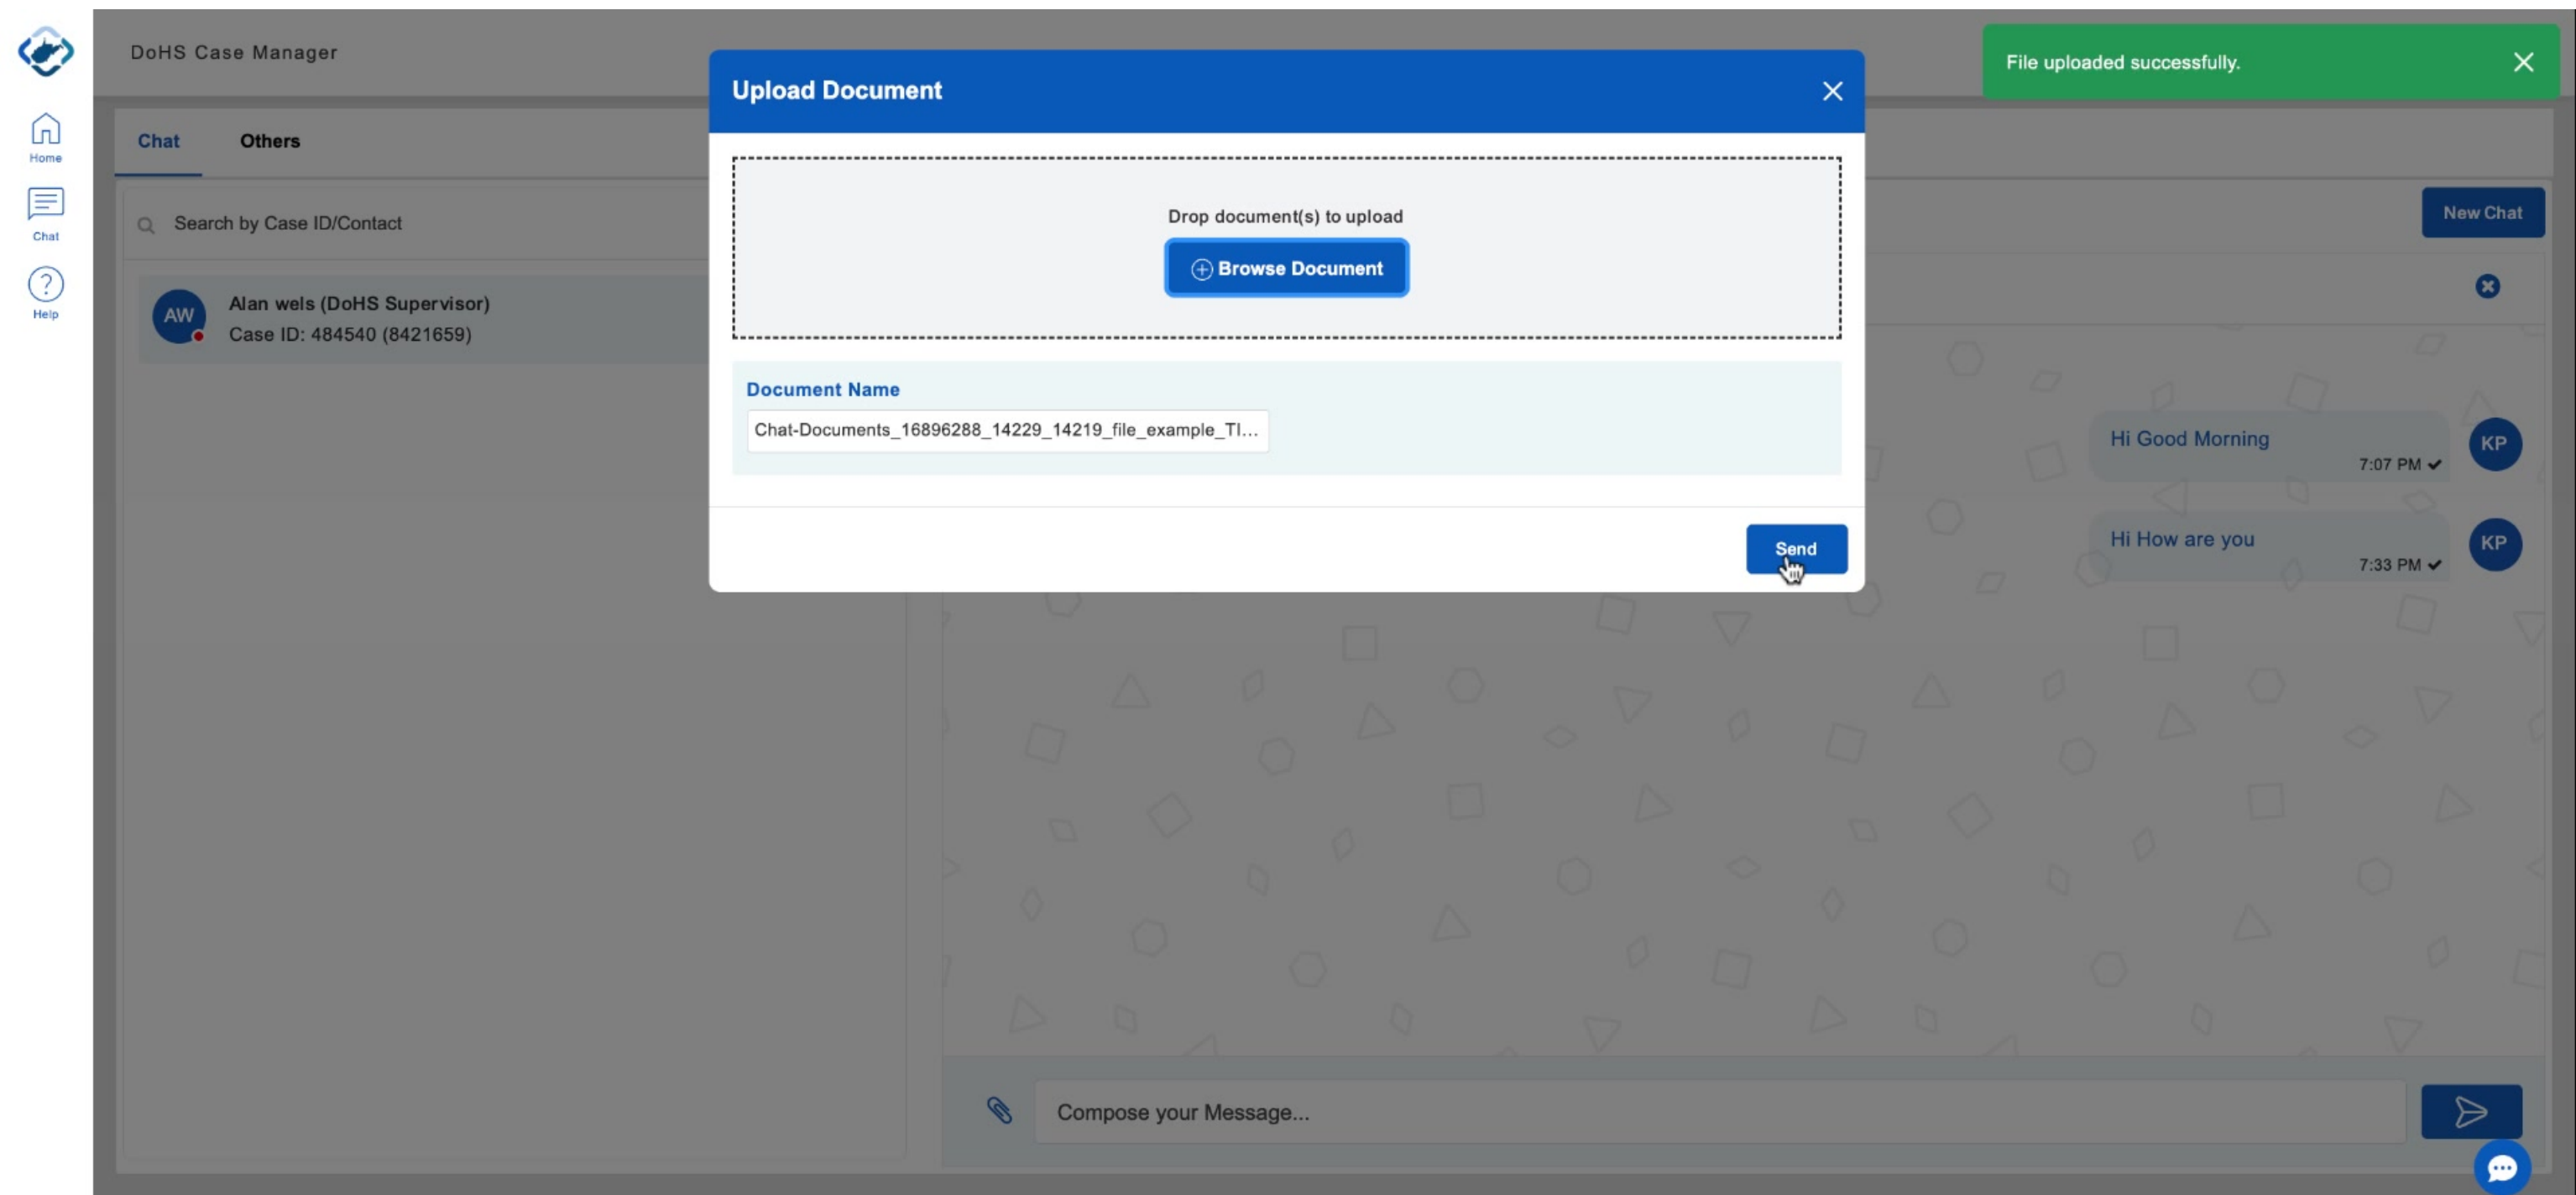 DoHS Case Manager
File uploaded successfully.
Upload Document
Home
Chat
Help
Chat
Others
Search by Case ID/Contact
AW
Alan wels (DoHS Supervisor)
Case ID: 484540 (8421659)
Drop document(s) to upload
Browse Document
Document Name
Chat-Documents_16896288_14229_14219_file_example_TI...
Send
New Chat
Hi Good Morning
7:07 PM
KP
Hi How are you
7:33 PM
KP
Compose your Message...